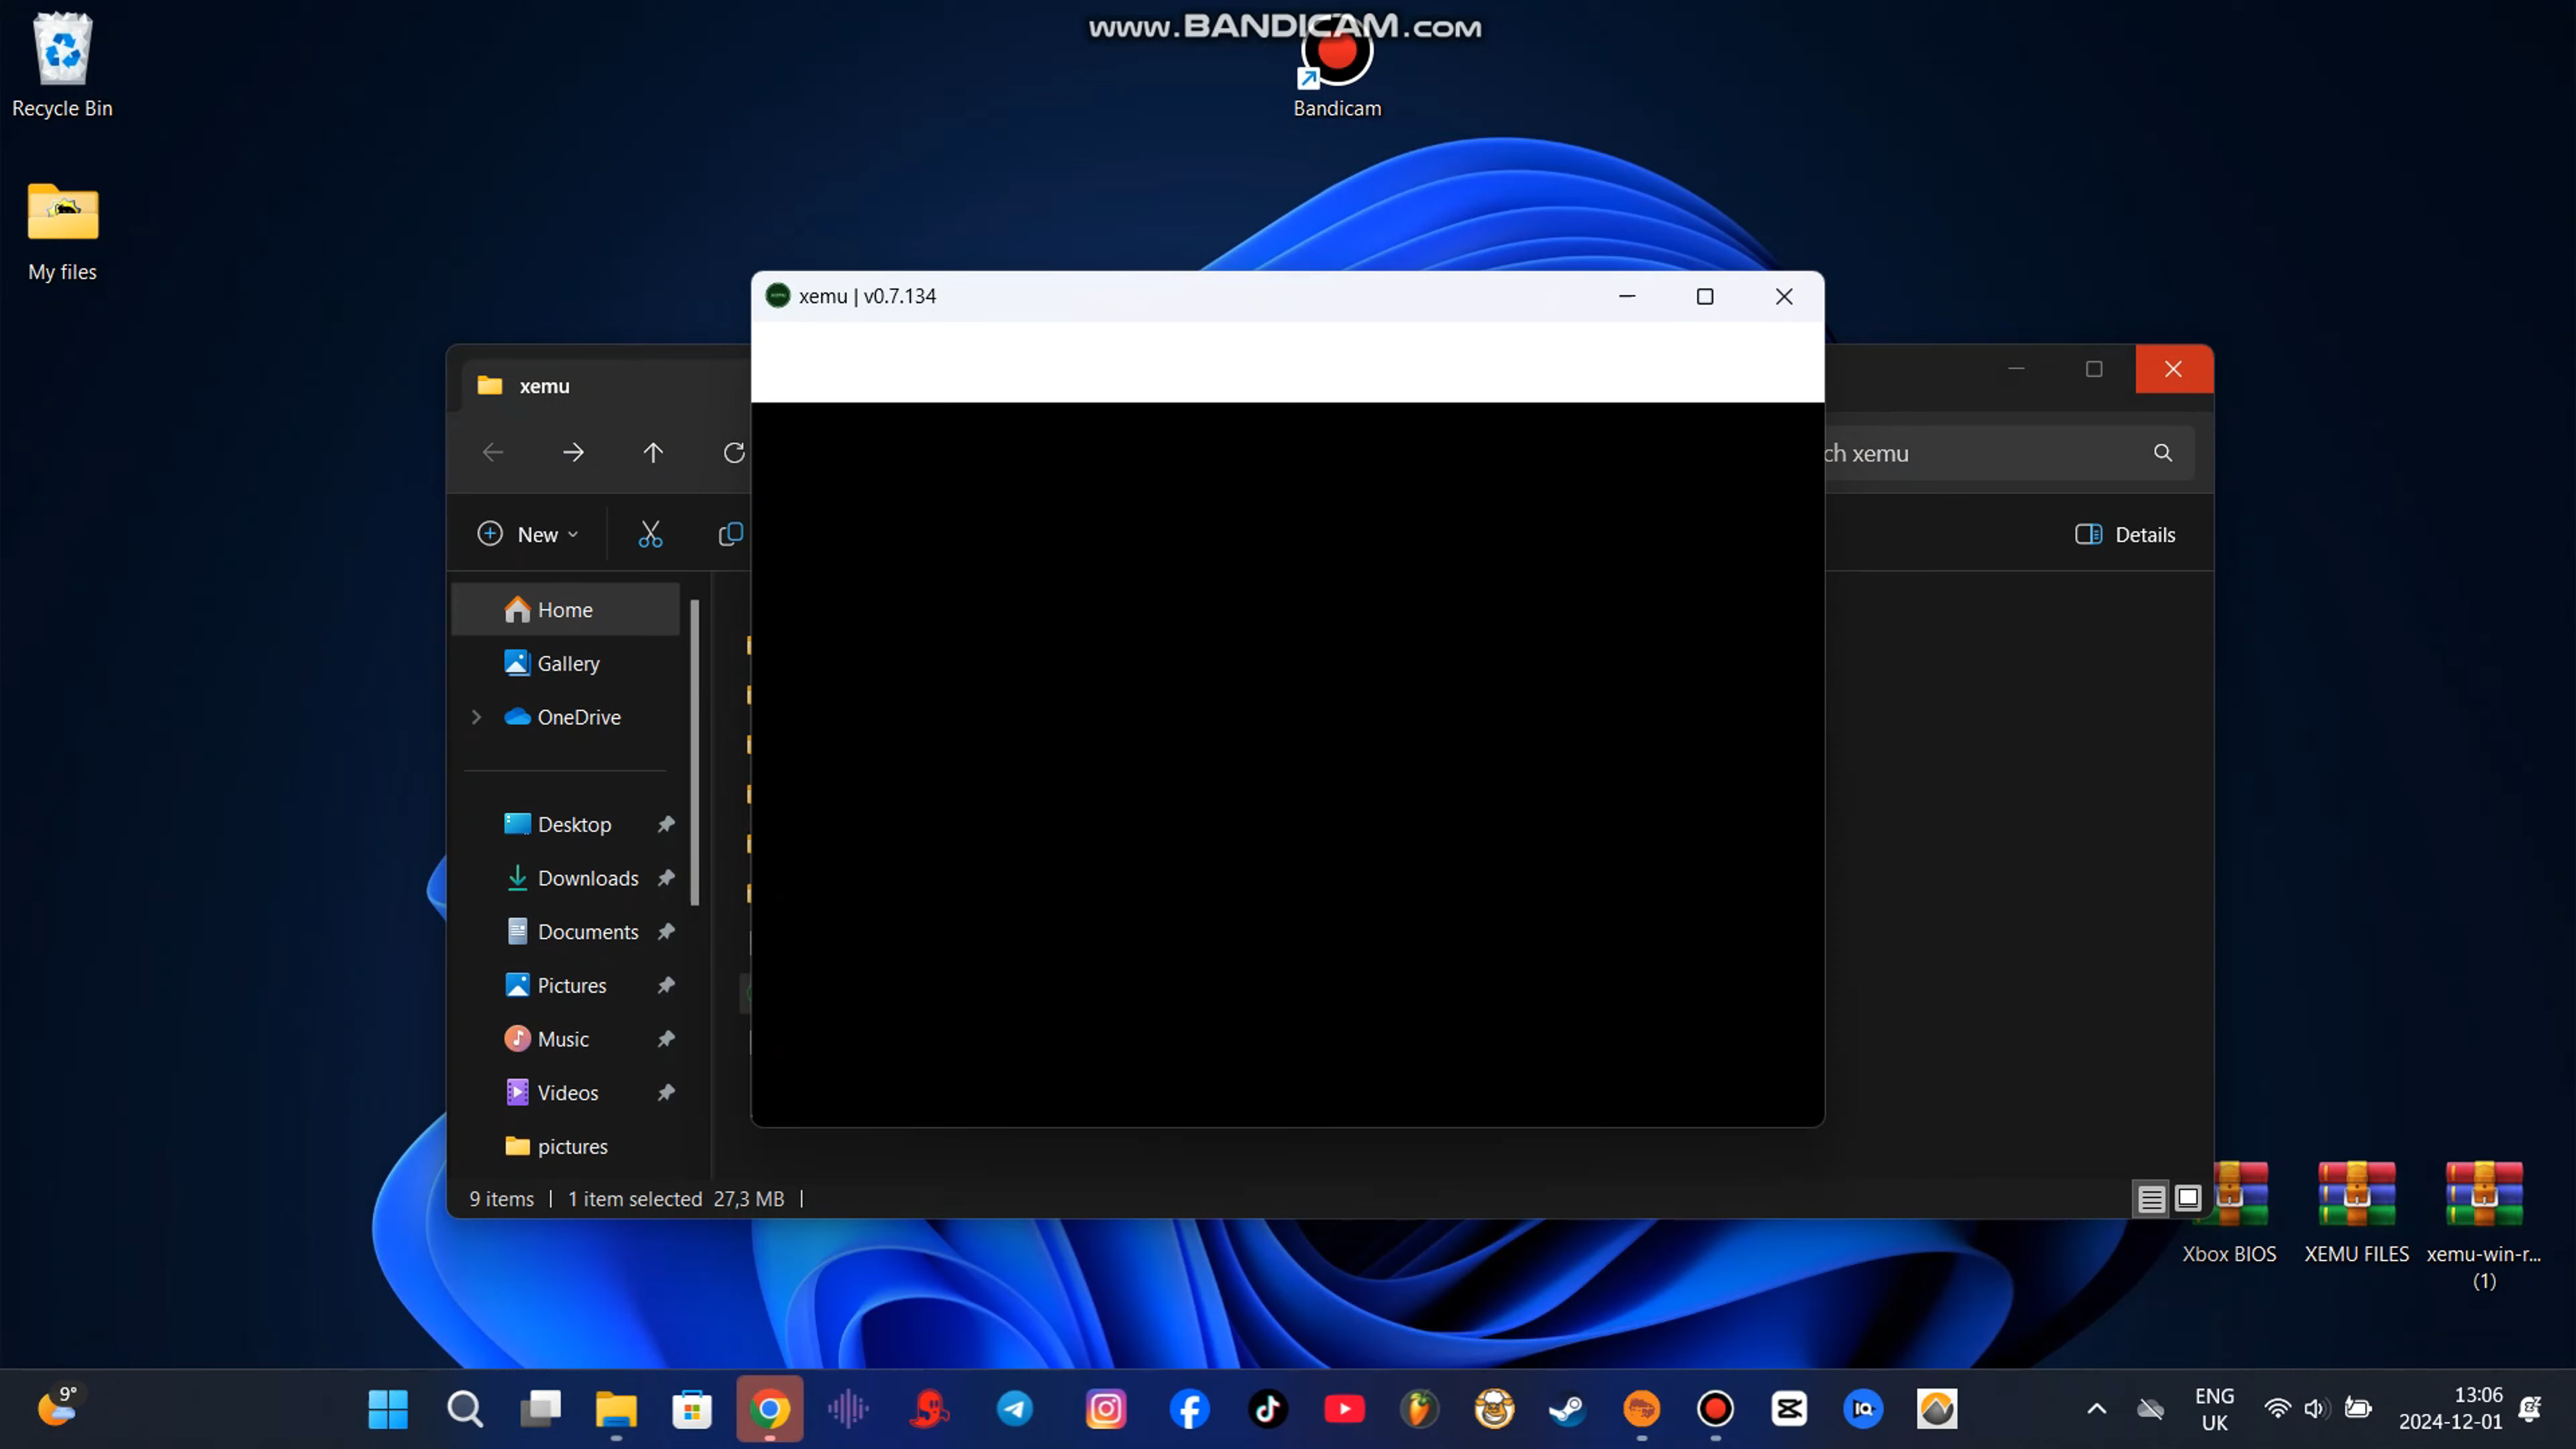 www.BANDICAM.com
Recycle Bin
Bandicam
My files
xemu | v0.7.134
xemu
ch xemu
New
Details
Home
Gallery
OneDrive
Desktop
Downloads
Documents
Pictures
Music
Videos
pictures
9 items | 1 item selected 27,3 MB |
Xbox BIOS
XEMU FILES
xemu-win-r...
(1)
9°
ENG
UK
13:06
2024-12-01